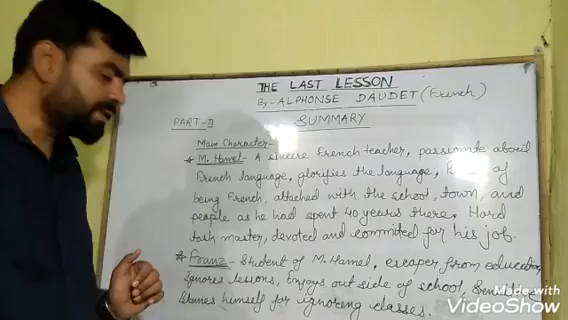 THE LAST LESSON
By - ALPHONSE DAUDET (French)
PART-II SUMMARY
Main Character-
* M. Hamel - A sincere French teacher, passionate about
French language, glorifies the language, of
being French, attached with the school, town, and
people as he had spent 40 years there. Hard
task master, devoted and committed for his job.
* Franz - Student of M. Hamel, escaper from education
ignores lessons, Enjoys out side of school, Sensitive
Blames himself for ignoring classes.
Made with
VideoShow